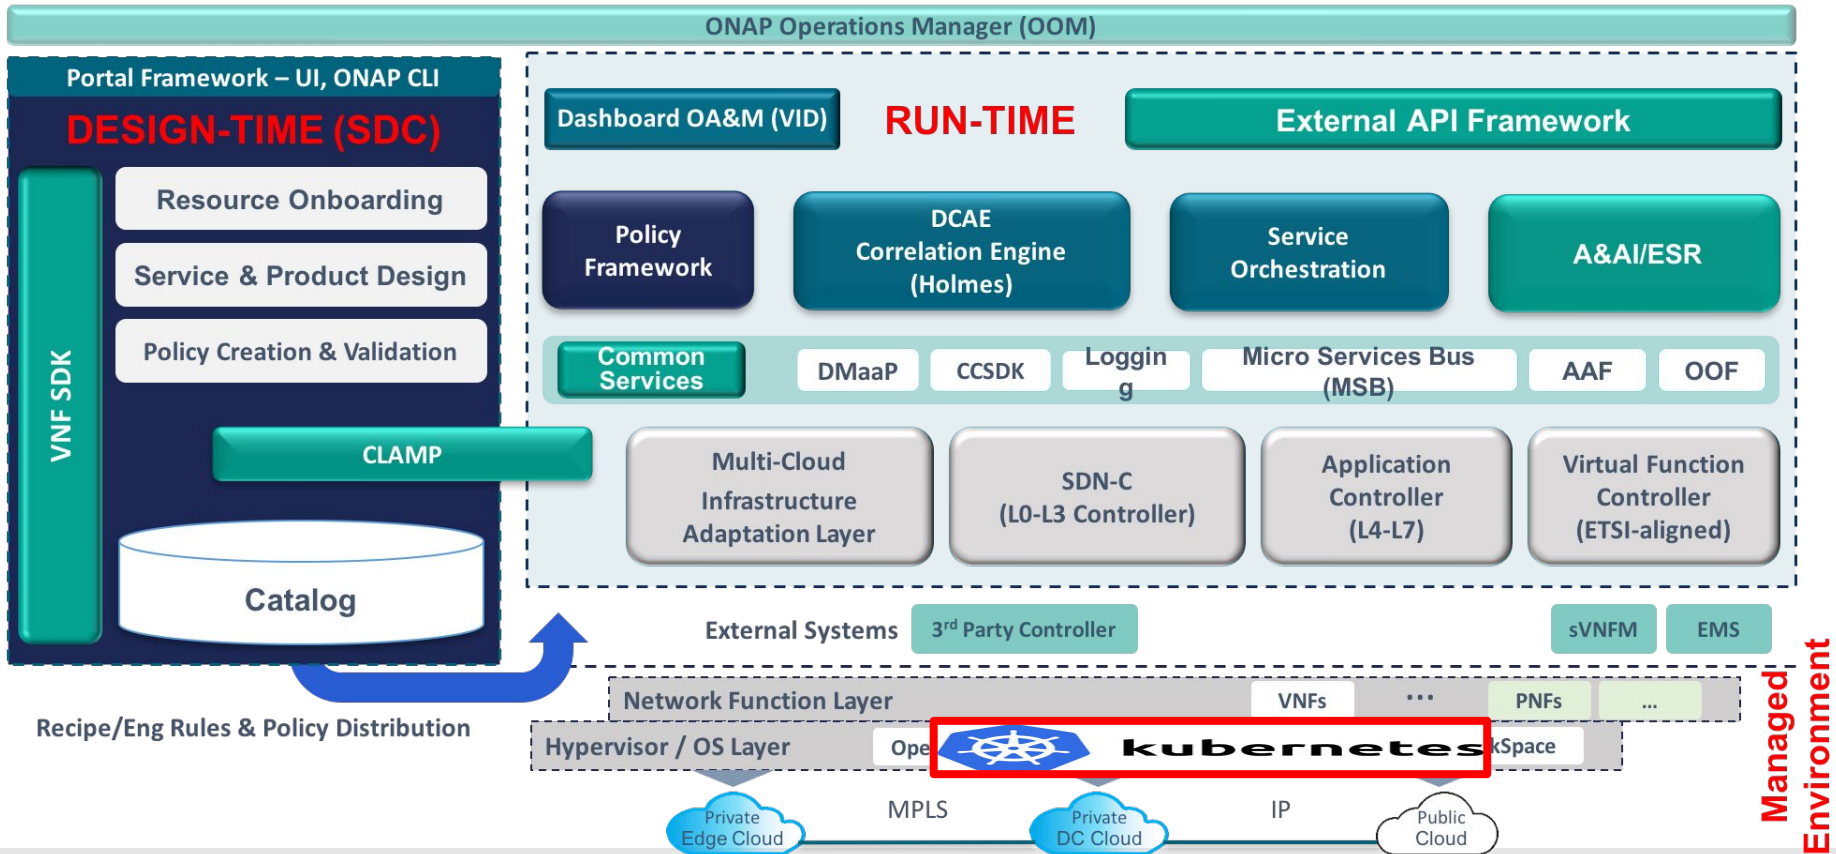 ONAP Operations Manager (OOM)
Portal Framework – UI, ONAP CLI
DESIGN-TIME (SDC)
VNF SDK
Resource Onboarding
Service & Product Design
Policy Creation & Validation
CLAMP
Catalog
Recipe/Eng Rules & Policy Distribution
Dashboard OA&M (VID)
RUN-TIME
External API Framework
Policy
Framework
DCAE
Correlation Engine
(Holmes)
Service
Orchestration
A&AI/ESR
Common
Services
DMaaP
CCSDK
Loggin
g
Micro Services Bus
(MSB)
AAF
OOF
Multi-Cloud
Infrastructure
Adaptation Layer
SDN-C
(L0-L3 Controller)
Application
Controller
(L4-L7)
Virtual Function
Controller
(ETSI-aligned)
External Systems
3rd Party Controller
sVNFM
EMS
Network Function Layer
VNFs
...
PNFs
...
Hypervisor / OS Layer
Ope
kubernetes
kSpace
Private
Edge Cloud
MPLS
Private
DC Cloud
IP
Public
Cloud
Managed
Environment